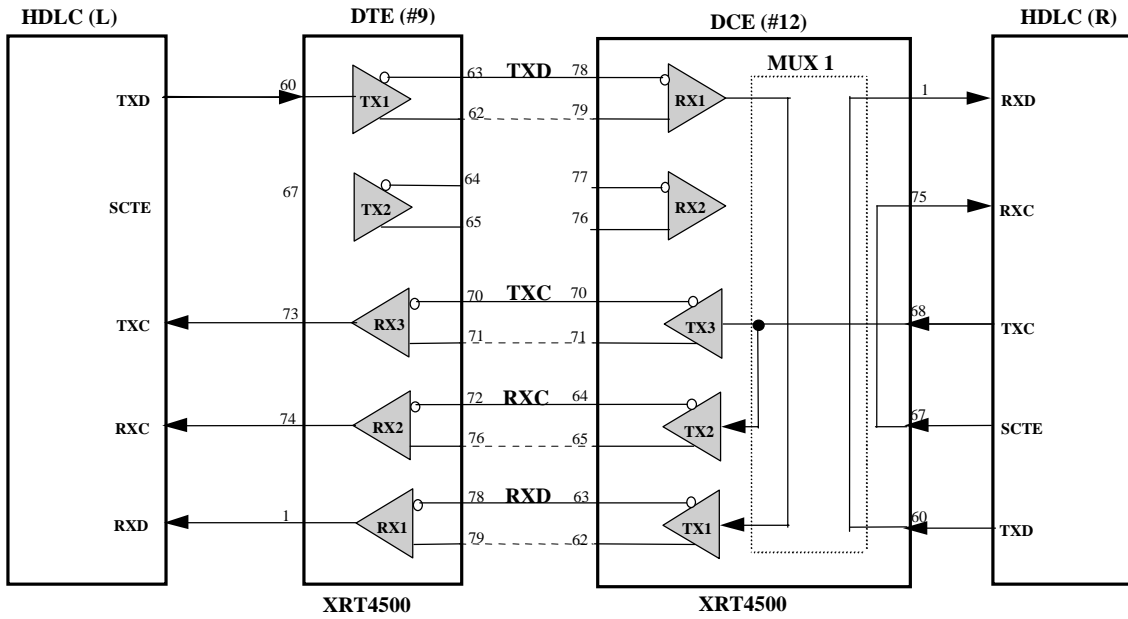 HDLC (L) DTE (#9) DCE (#12) HDLC (R)
MUX 1
TXD 60 TX1 63 TXD 78 RX1 1 RXD
62 79
67 SCTE TX2 64 77 RX2 75 RXC
65 76
TXC 73 RX3 70 TXC 70 TX3 68 TXC
71 71
RXC 74 RX2 72 RXC 64 TX2 67 SCTE
76 65
RXD 1 RX1 78 RXD 63 TX1 60 TXD
79 62
XRT4500 XRT4500